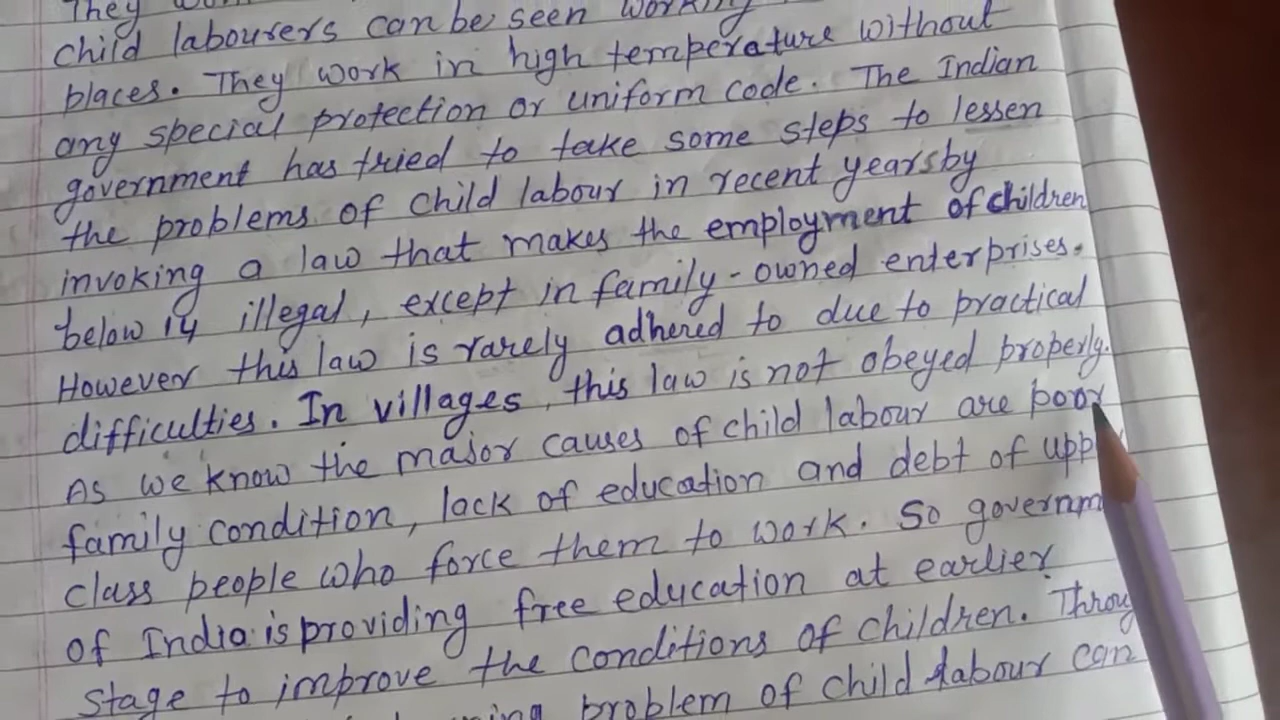 They
child labourers can be seen working
places. They work in high temperature without
any special protection or uniform code. The Indian
government has tried to take some steps to lessen
the problems of child labour in recent yearsby
invoking a law that makes the employment of children
below 14 illegal, except in family-owned enterprises.
However this law is rarely adhered to due to practical
difficulties. In villages, this law is not obeyed properly.
As we know the major causes of child labour are poor
family condition, lack of education and debt of upp
class people who force them to work. So governm
of India is providing free education at earlier
stage to improve the conditions of children. Throug
problem of child labour can